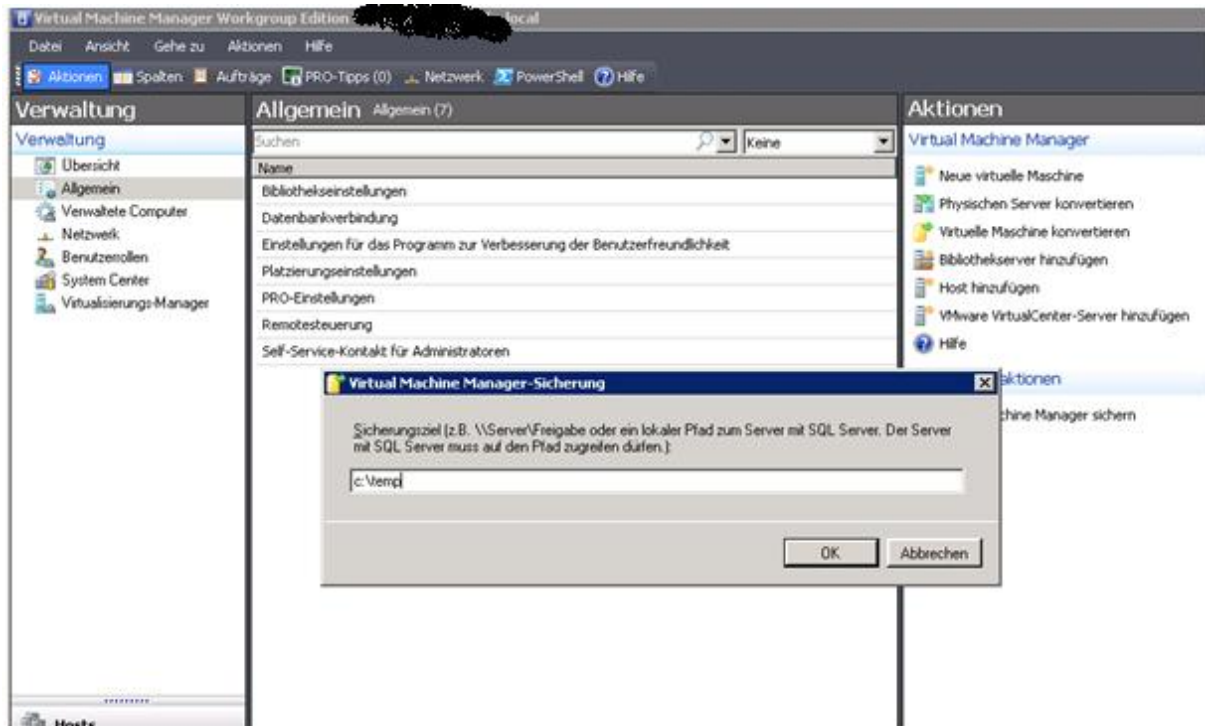 Virtual Machine Manager Workgroup Edition local
Datei Ansicht Gehe zu Aktionen Hilfe
Aktionen Spalten Aufträge PRO-Tipps (0) Netzwerk PowerShell Hilfe
Verwaltung
Verwaltung
Übersicht
Allgemein
Verwaltete Computer
Netzwerk
Benutzerrollen
System Center
Virtualisierungs-Manager
Hosts
Allgemein Allgemein (7)
Suchen Keine
Name
Bibliothekseinstellungen
Datenbankverbindung
Einstellungen für das Programm zur Verbesserung der Benutzerfreundlichkeit
Platzierungseinstellungen
PRO-Einstellungen
Remotesteuerung
Self-Service-Kontakt für Administratoren
Virtual Machine Manager-Sicherung
Sicherungsziel (z.B. \\Server\Freigabe oder ein lokaler Pfad zum Server mit SQL Server. Der Server
mit SQL Server muss auf den Pfad zugreifen dürfen.):
c:\temp
OK Abbrechen
Aktionen
Virtual Machine Manager
Neue virtuelle Maschine
Physischen Server konvertieren
Virtuelle Maschine konvertieren
Bibliothekserver hinzufügen
Host hinzufügen
VMware VirtualCenter-Server hinzufügen
Hilfe
aktionen
chine Manager sichern